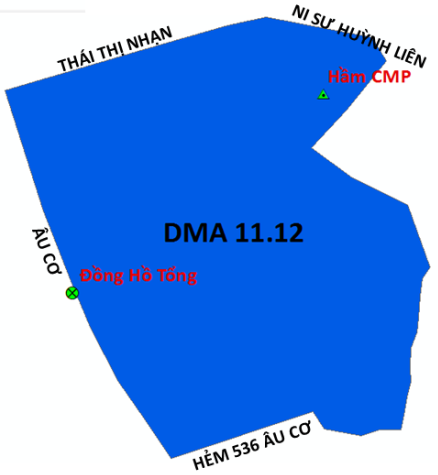 THÁI THỊ NHẠN
NI SƯ HUỲNH LIÊN
Hầm CMP
DMA 11.12
ÂU CƠ
Đồng Hồ Tổng
HẺM 536 ÂU CƠ